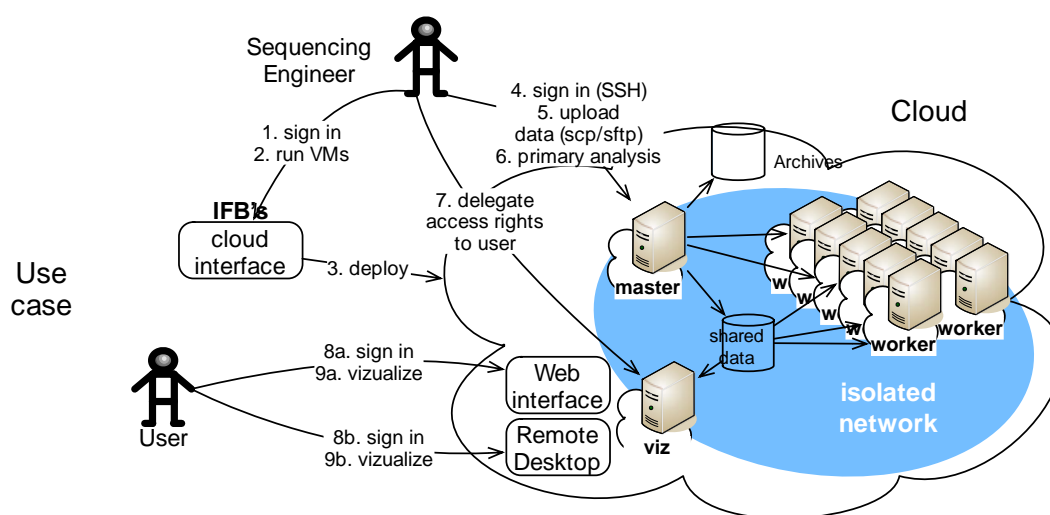 Sequencing
Engineer
4. sign in (SSH)
5. upload
data (scp/sftp)
6. primary analysis
Cloud
Archives
1. sign in
2. run VMs
7. delegate
access rights
to user
IFB's
cloud
interface
3. deploy
Use
case
master
w
w
w
w
worker
worker
shared
data
isolated
network
8a. sign in
9a. vizualize
Web
interface
User
8b. sign in
9b. vizualize
Remote
Desktop
viz